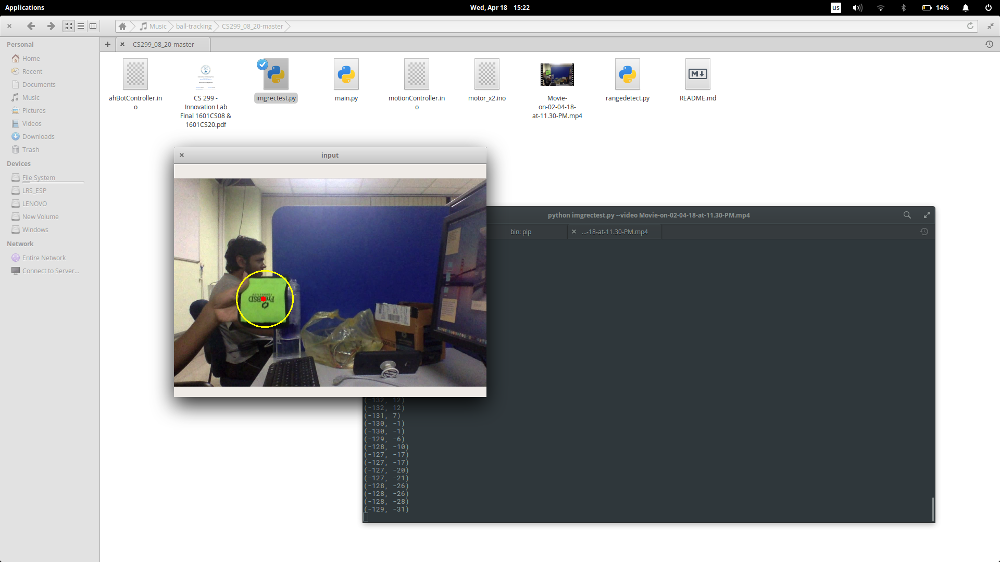 Applications
Wed, Apr 18 15:22
us
14%
Music
ball-tracking
CS299_08_20-master
CS299_08_20-master
Personal
Home
Recent
Documents
Music
Pictures
Videos
Downloads
Trash
Devices
File System
LRS_ESP
LENOVO
New Volume
Windows
Network
Entire Network
Connect to Server...
ahBotController.in
o
CS 299 -
Innovation Lab
Final 1601CS08 &
1601CS20.pdf
imgrectest.py
main.py
motionController.in
o
motor_x2.ino
Movie-
on-02-04-18-
at-11.30-PM.mp4
rangedetect.py
README.md
input
FreeBSD
FOUNDATION
python imgrectest.py --video Movie-on-02-04-18-at-11.30-PM.mp4
bin: pip
...-18-at-11.30-PM.mp4
(-132, 12)
(-132, 12)
(-131, 7)
(-130, -1)
(-130, -1)
(-129, -6)
(-128, -10)
(-127, -17)
(-127, -17)
(-127, -20)
(-127, -21)
(-128, -26)
(-128, -26)
(-128, -28)
(-129, -31)